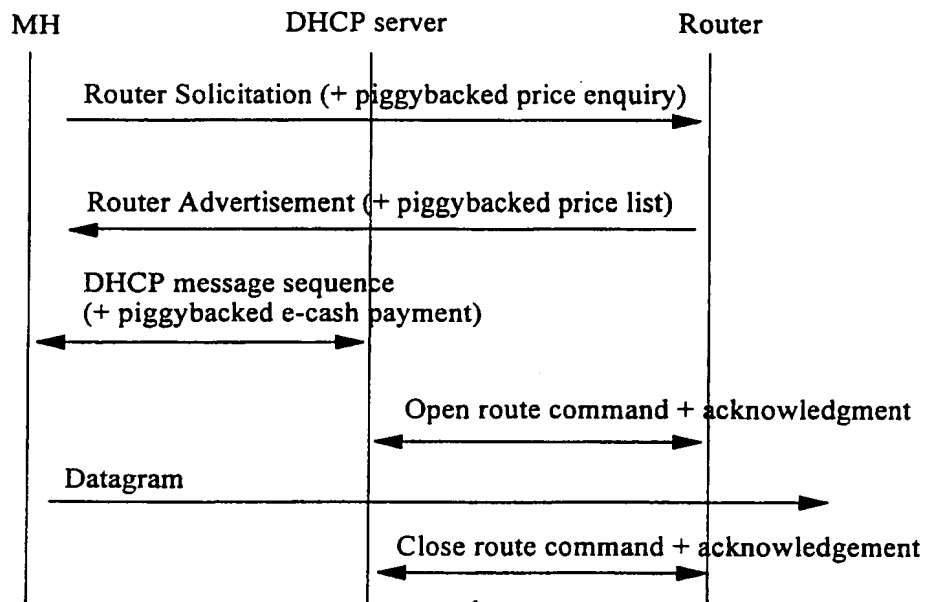 MH DHCP server Router
Router Solicitation (+ piggybacked price enquiry)
Router Advertisement (+ piggybacked price list)
DHCP message sequence
(+ piggybacked e-cash payment)
Open route command + acknowledgment
Datagram
Close route command + acknowledgement